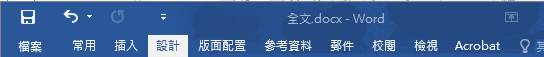 全文.docx - Word
檔案 常用 插入 設計 版面配置 參考資料 郵件 校閱 檢視 Acrobat